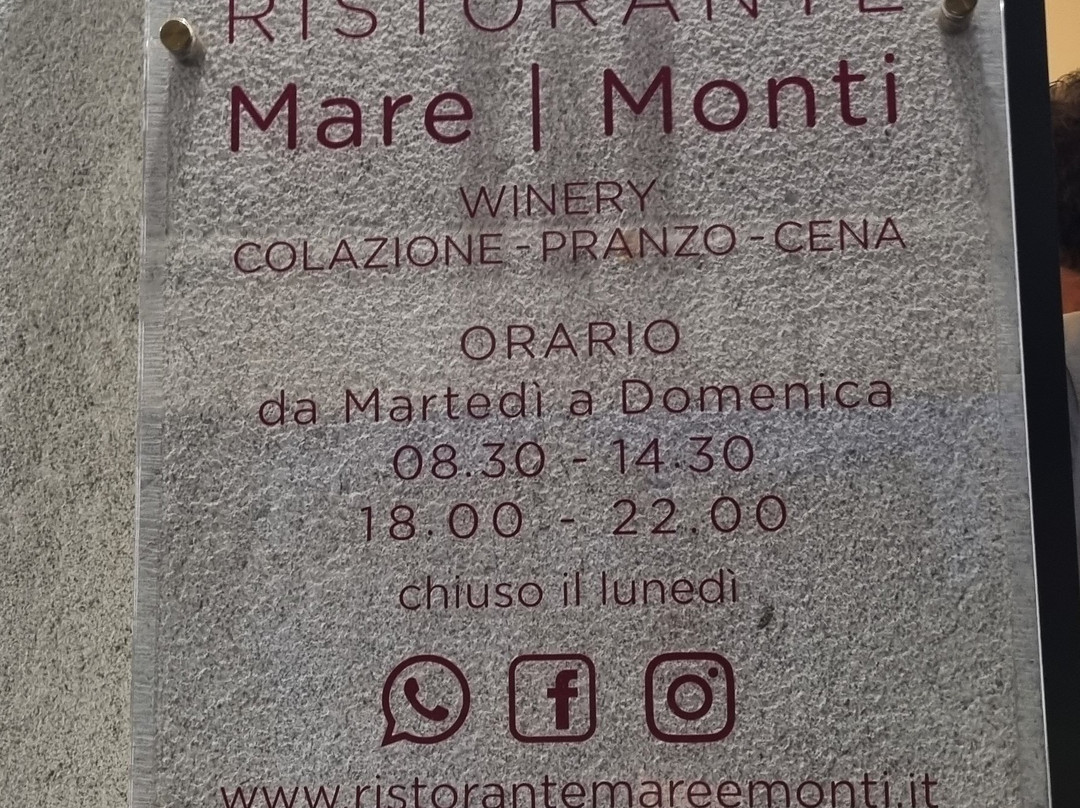 RISTORANTE
Mare | Monti
WINERY
COLAZIONE - PRANZO - CENA
ORARIO
da Martedì a Domenica
08.30 - 14.30
18.00 - 22.00
chiuso il lunedì
www.ristorantemareemonti.it